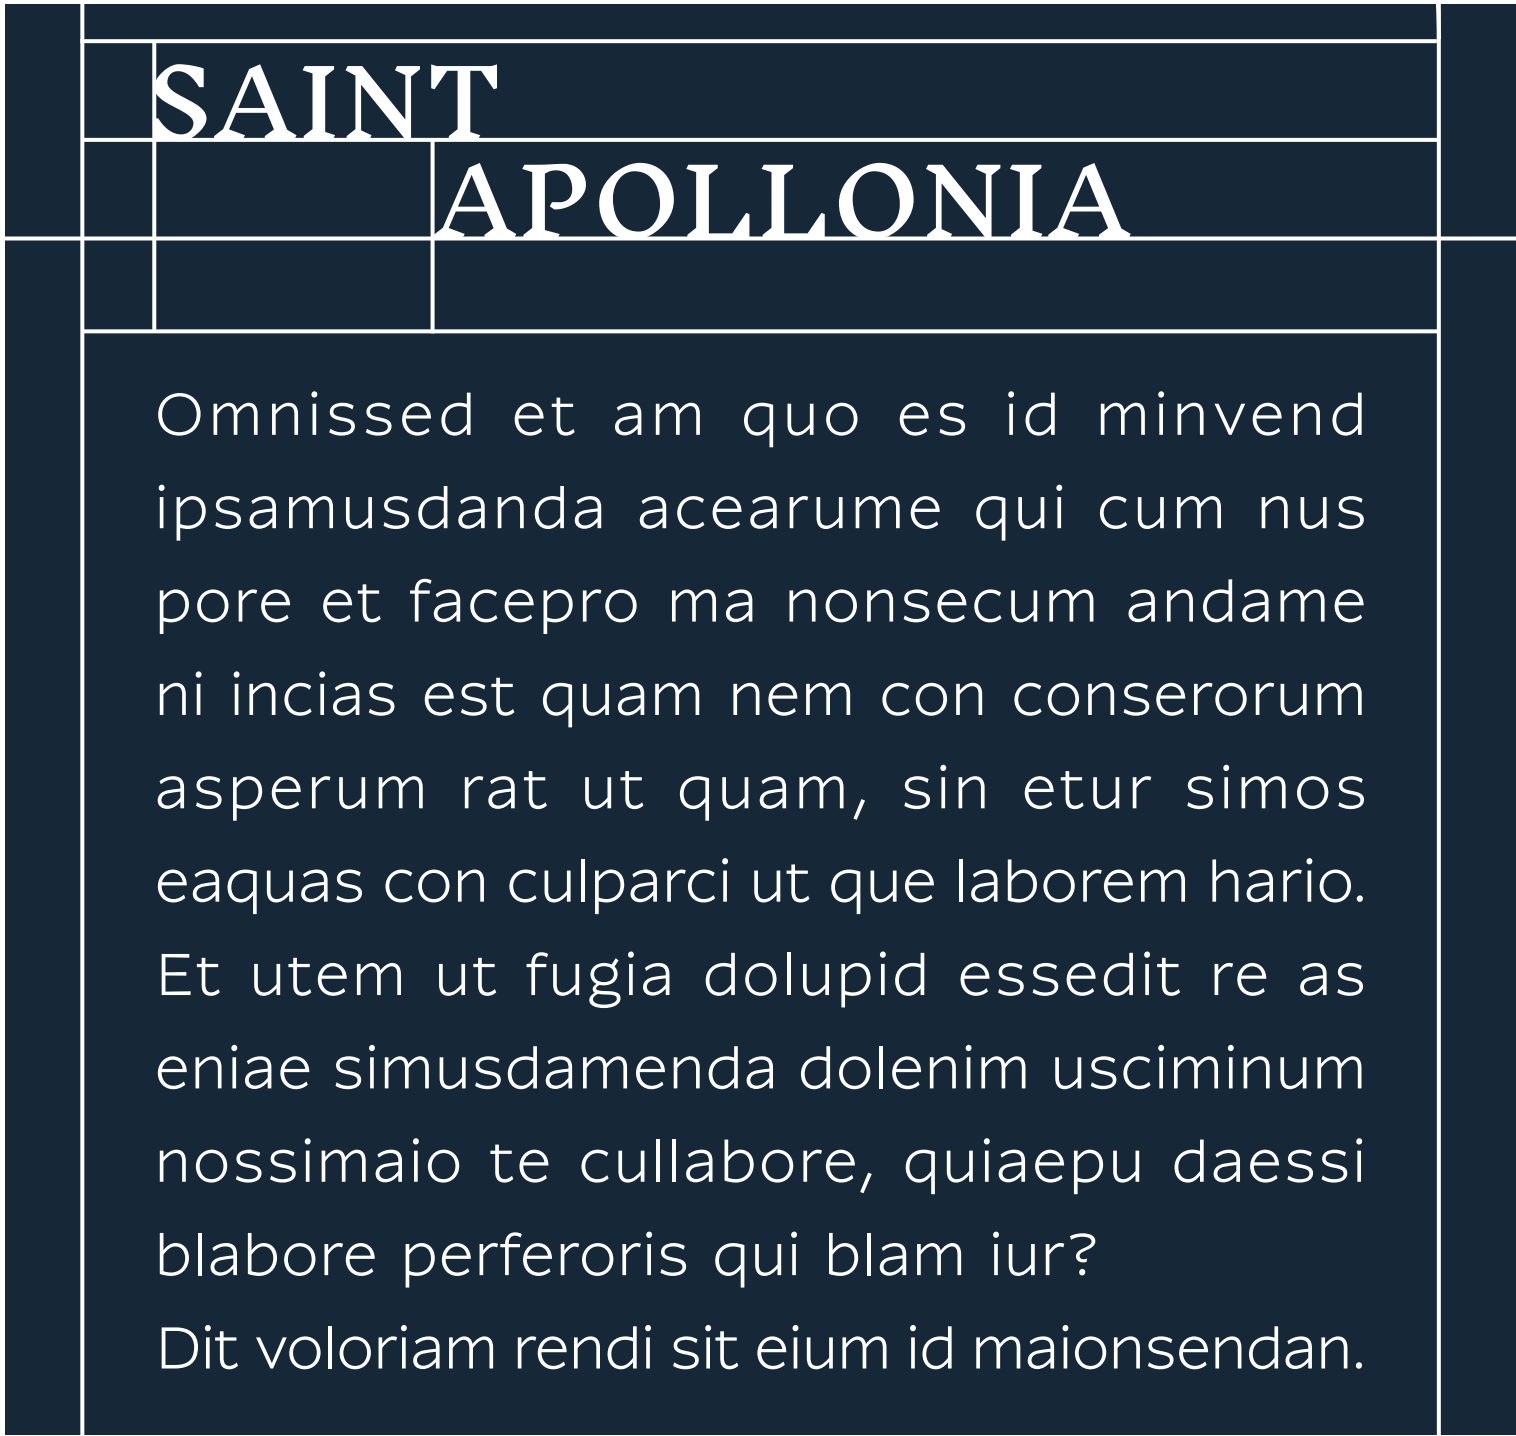 SAINT
APOLLONIA
Omnissed et am quo es id minvend
ipsamusdanda acearume qui cum nus
pore et facepro ma nonsecum andame
ni incias est quam nem con conserorum
asperum rat ut quam, sin etur simos
eaquas con culparci ut que laborem hario.
Et utem ut fugia dolupid essedit re as
eniae simusdamenda dolenim usciminum
nossimaio te cullabore, quiaepu daessi
blabore perferoris qui blam iur?
Dit voloriam rendi sit eium id maionsendan.